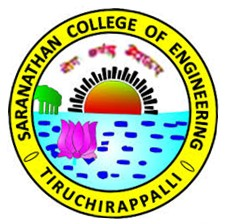 SARANATHAN COLLEGE OF ENGINEERING
TIRUCHIRAPPALLI